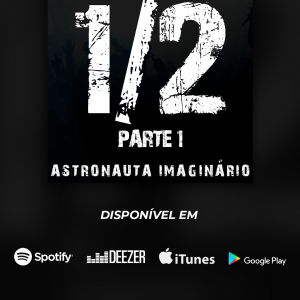 1/2
PARTE 1
ASTRONAUTA IMAGINÁRIO
DISPONÍVEL EM
Spotify DEEZER iTunes Google Play